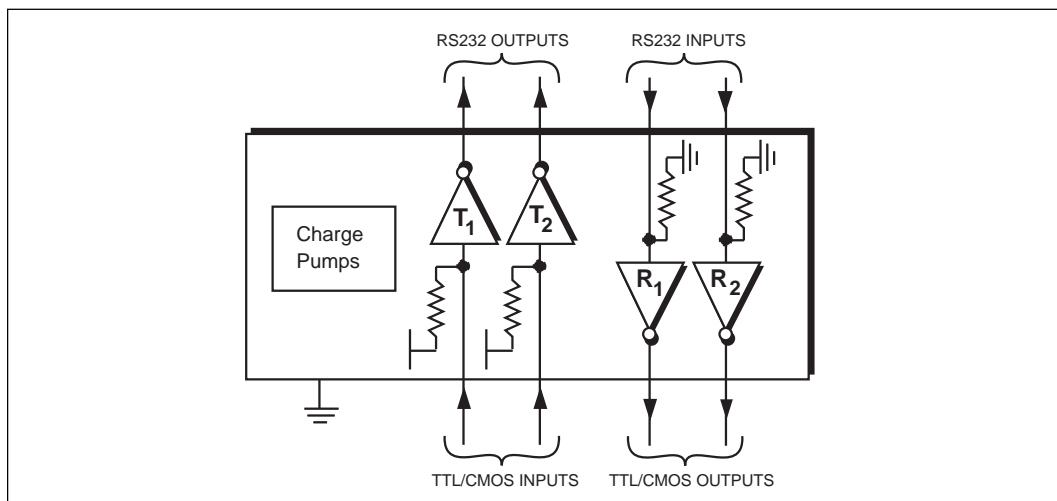 RS232 OUTPUTS
RS232 INPUTS
T1
T2
Charge
Pumps
R1
R2
TTL/CMOS INPUTS
TTL/CMOS OUTPUTS